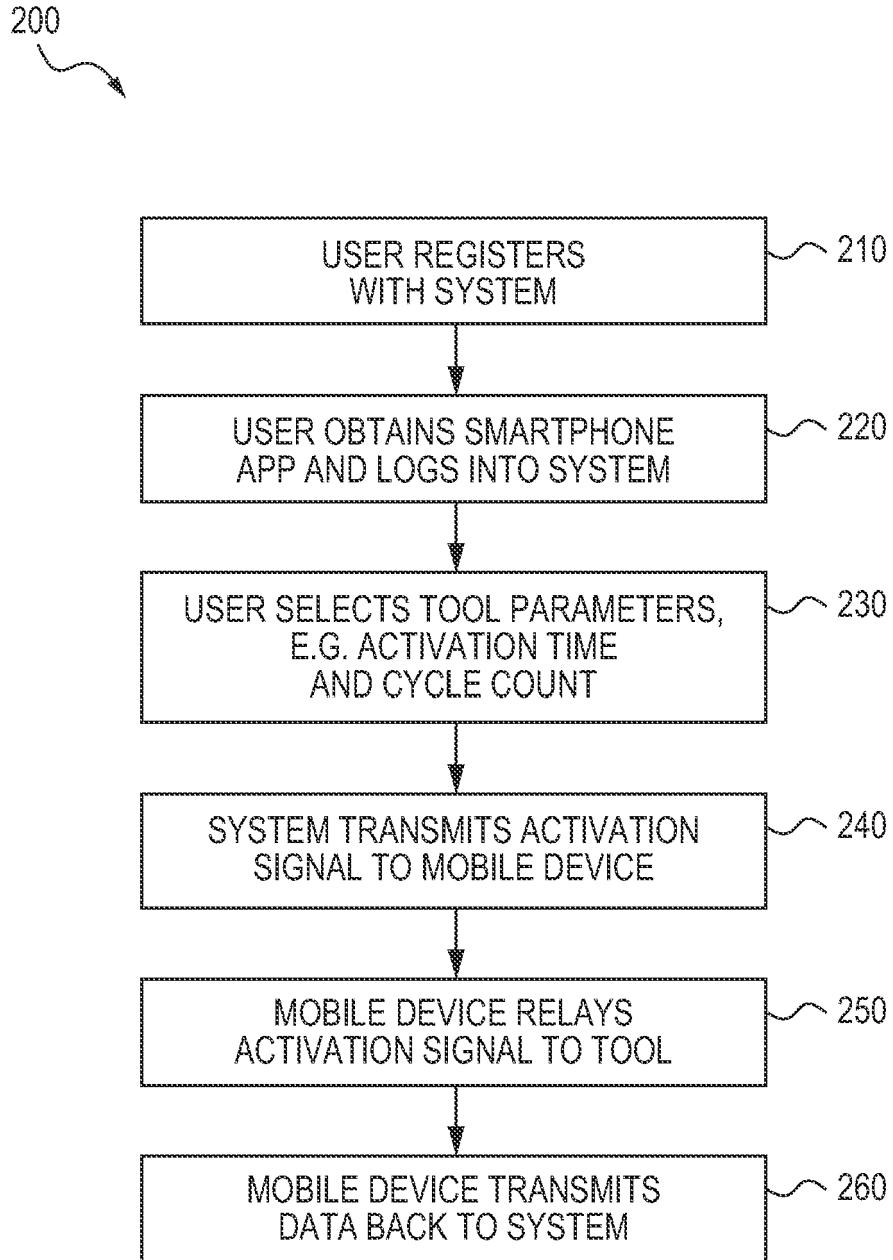 200
USER REGISTERS
WITH SYSTEM
210
USER OBTAINS SMARTPHONE
APP AND LOGS INTO SYSTEM
220
USER SELECTS TOOL PARAMETERS,
E.G. ACTIVATION TIME
AND CYCLE COUNT
230
SYSTEM TRANSMITS ACTIVATION
SIGNAL TO MOBILE DEVICE
240
MOBILE DEVICE RELAYS
ACTIVATION SIGNAL TO TOOL
250
MOBILE DEVICE TRANSMITS
DATA BACK TO SYSTEM
260